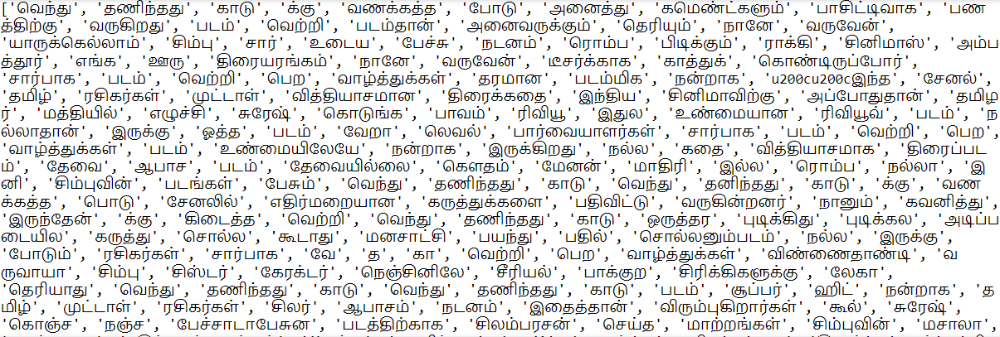 ['வெந்து', 'தணிந்தது', 'காடு', 'க்கு', 'வணக்கத்த', 'போடு', 'அனைத்து', 'கமெண்ட்களும்', 'பாசிட்டிவாக', 'பண
த்திற்கு', 'வருகிறது', 'படம்', 'வெற்றி', 'படம்தான்', 'அனைவருக்கும்', 'தெரியும்', 'நானே', 'வருவேன்',
'யாருக்கெல்லாம்', 'சிம்பு', 'சார்', 'உடைய', 'பேச்சு', 'நடனம்', 'ரொம்ப', 'பிடிக்கும்', 'ராக்கி', 'சினிமாஸ்', 'அம்ப
த்தூர்', 'எங்க', 'ஊரு', 'திரையரங்கம்', 'நானே', 'வருவேன்', 'டீசர்க்காக', 'காத்துக்', 'கொண்டிருப்போர்',
'சார்பாக', 'படம்', 'வெற்றி', 'பெற', 'வாழ்த்துக்கள்', 'தரமான', 'படம்மிக', 'நன்றாக', 'u200cu200cஇந்த', 'சேனல்',
'தமிழ்', 'ரசிகர்கள்', 'முட்டாள்', 'வித்தியாசமான', 'திரைக்கதை', 'இந்திய', 'சினிமாவிற்கு', 'அப்போதுதான்', 'தமிழ
ர்', 'மத்தியில்', 'எழுச்சி', 'சுரேஷ்', 'கொடுங்க', 'பாவம்', 'ரிவியூ', 'இதுல', 'உண்மையான', 'ரிவியூவ்', 'படம்', 'ந
ல்லாதான்', 'இருக்கு', 'ஓத்த', 'படம்', 'வேறா', 'லெவல்', 'பார்வையாளர்கள்', 'சார்பாக', 'படம்', 'வெற்றி', 'பெற',
'வாழ்த்துக்கள்', 'படம்', 'உண்மையிலேயே', 'நன்றாக', 'இருக்கிறது', 'நல்ல', 'கதை', 'வித்தியாசமாக', 'திரைப்பட
ம்', 'தேவை', 'ஆபாச', 'படம்', 'தேவையில்லை', 'கௌதம்', 'மேனன்', 'மாதிரி', 'இல்ல', 'ரொம்ப', 'நல்லா', 'இ
னி', 'சிம்புவின்', 'படங்கள்', 'பேசும்', 'வெந்து', 'தணிந்தது', 'காடு', 'வெந்து', 'தனிந்தது', 'காடு', 'க்கு', 'வண
க்கத்த', 'பொடு', 'சேனலில்', 'எதிர்மறையான', 'கருத்துக்களை', 'பதிவிட்டு', 'வருகின்றனர்', 'நானும்', 'கவனித்து',
'இருந்தேன்', 'க்கு', 'கிடைத்த', 'வெற்றி', 'வெந்து', 'தணிந்தது', 'காடு', 'ஒருத்தர', 'புடிக்கிது', 'புடிக்கல', 'அடிப்ப
டையில', 'கருத்து', 'சொல்ல', 'கூடாது', 'மனசாட்சி', 'பயந்து', 'பதில்', 'சொல்லனும்படம்', 'நல்ல', 'இருக்கு',
'போடும்', 'ரசிகர்கள்', 'சார்பாக', 'வே', 'த', 'கா', 'வெற்றி', 'பெற', 'வாழ்த்துக்கள்', 'விண்ணைதாண்டி', 'வ
ருவாயா', 'சிம்பு', 'சிஸ்டர்', 'கேரக்டர்', 'நெஞ்சினிலே', 'சீரியல்', 'பாக்குற', 'சிரிக்கிகளுக்கு', 'லேகா',
'தெரியாது', 'வெந்து', 'தணிந்தது', 'காடு', 'வெந்து', 'தணிந்தது', 'காடு', 'படம்', 'சூப்பர்', 'ஹிட்', 'நன்றாக', 'த
மிழ்', 'முட்டாள்', 'ரசிகர்கள்', 'சிலர்', 'ஆபாசம்', 'நடனம்', 'இதைத்தான்', 'விரும்புகிறார்கள்', 'கூல்', 'சுரேஷ்',
'கொஞ்ச', 'நஞ்ச', 'பேச்சாடாபேசுன', 'படத்திற்காக', 'சிலம்பரசன்', 'செய்த', 'மாற்றங்கள்', 'சிம்புவின்', 'மசாலா',